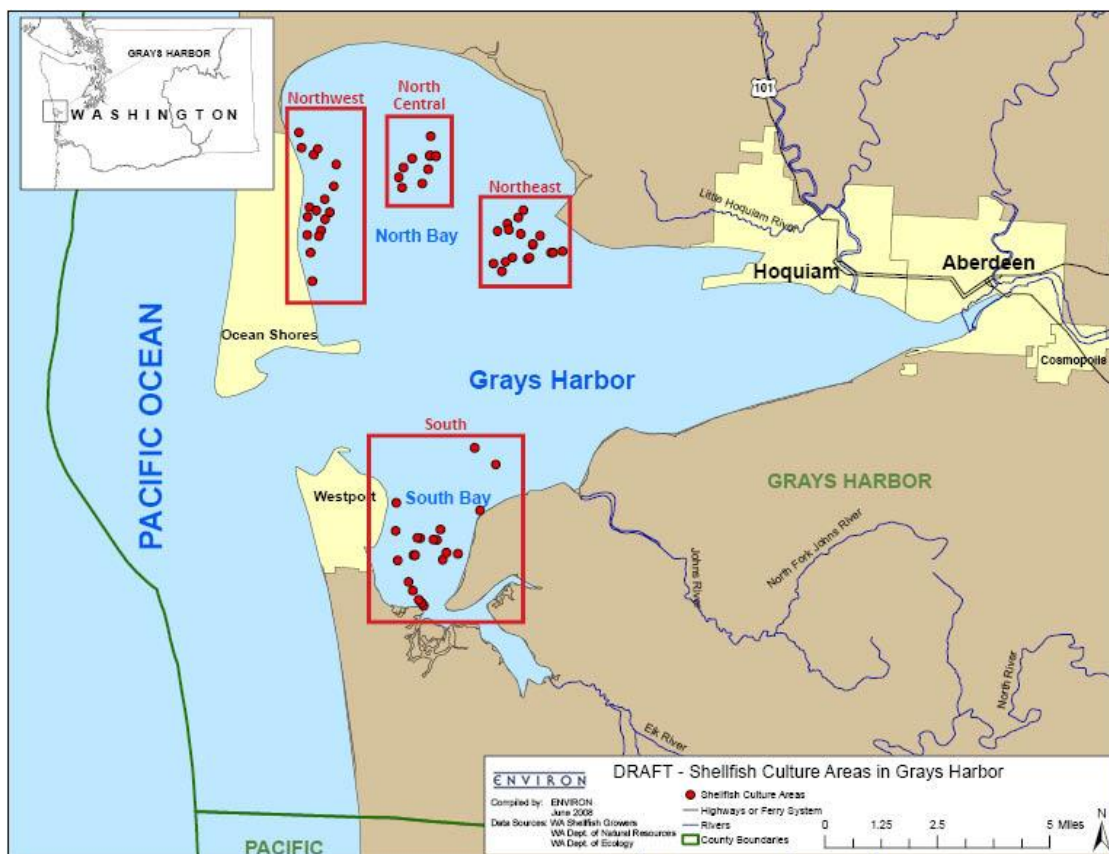 GRAYS HARBOR
WASHINGTON
Northwest
North
Central
Northeast
101
Little Hoquiam River
North Bay
Hoquiam
Aberdeen
Ocean Shores
Cosmopolis
Grays Harbor
PACIFIC OCEAN
South
Westport
South Bay
GRAYS HARBOR
Johns River
North Fork Johns River
North River
Elk River
PACIFIC
ENVIRON
DRAFT - Shellfish Culture Areas in Grays Harbor
Compiled by: ENVIRON
June 2008
Data Sources: WA Shellfish Growers
WA Dept. of Natural Resources
WA Dept. of Ecology
Shellfish Culture Areas
Highways or Ferry System
Rivers
County Boundaries
0 1.25 2.5 5 Miles
N